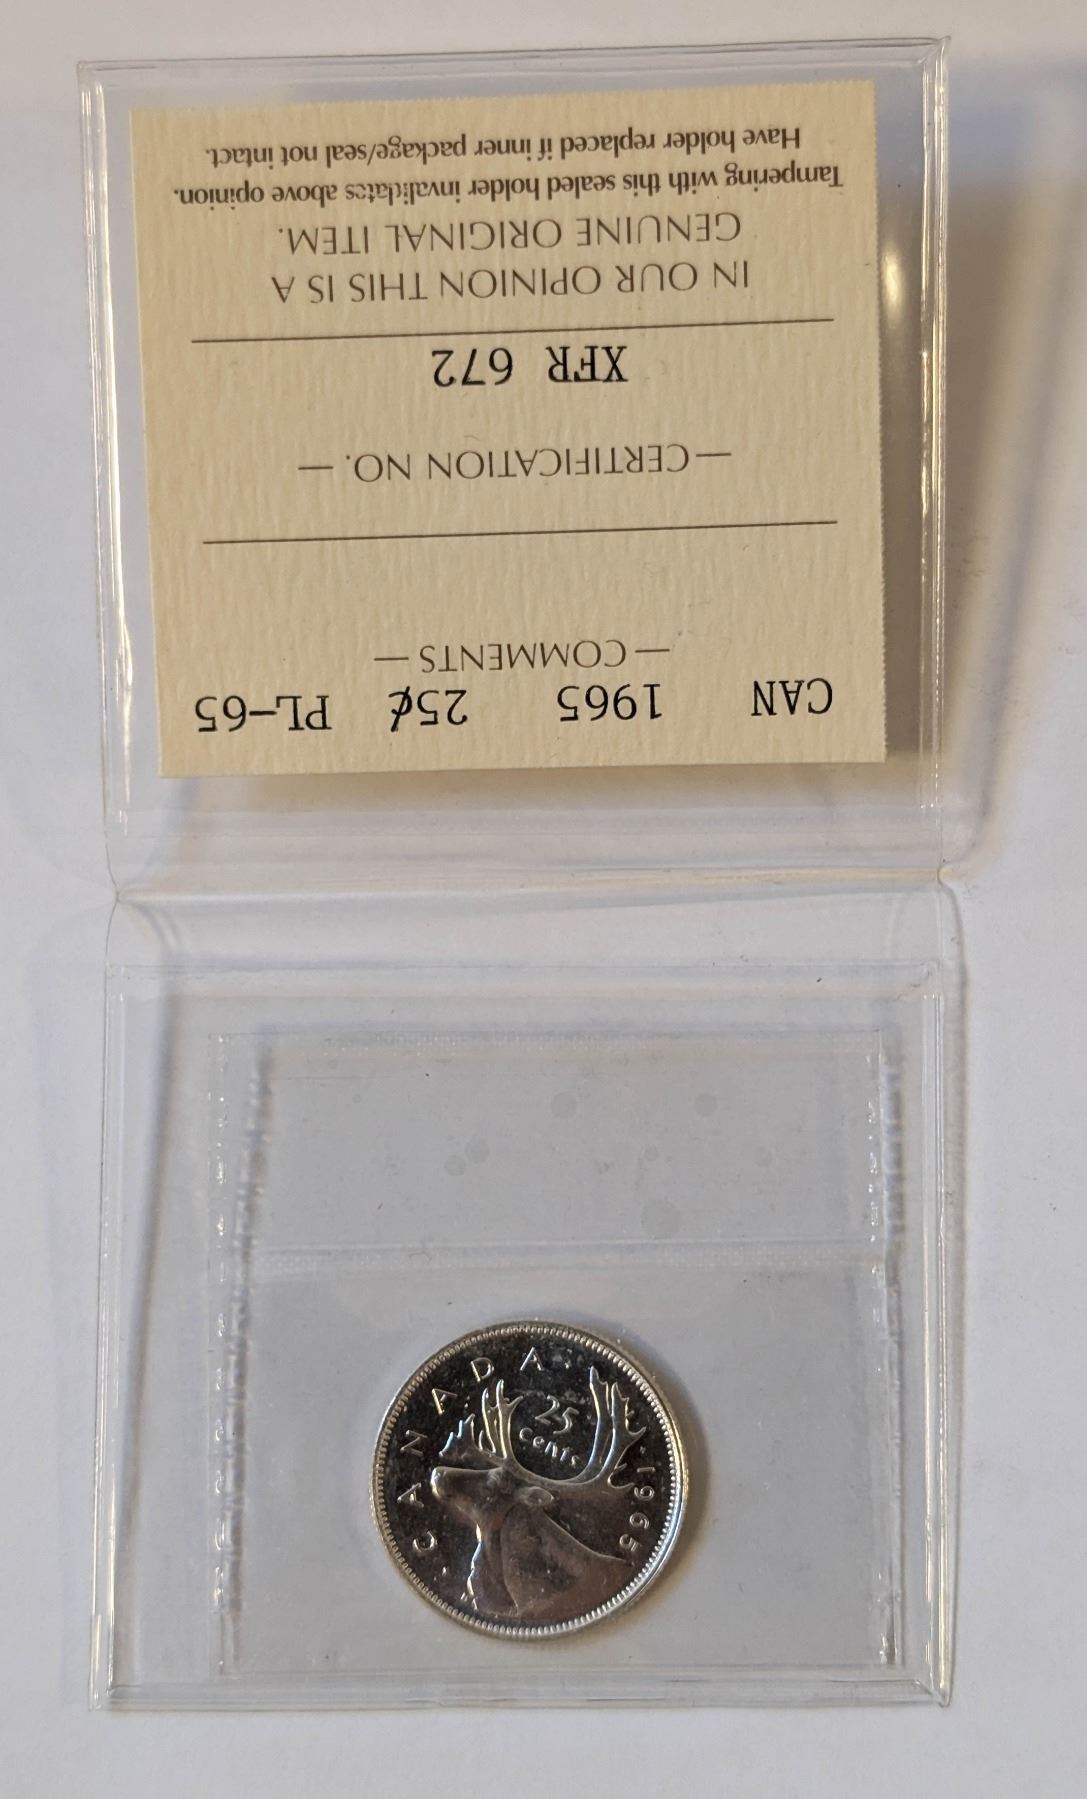 CAN 1965 25¢ PL-65
— COMMENTS —
— CERTIFICATION NO. —
XFR 672
IN OUR OPINION THIS IS A
GENUINE ORIGINAL ITEM.
Tampering with this sealed holder invalidates above opinion.
Have holder replaced if inner package/seal not intact.
CANADA
25
cents
1965